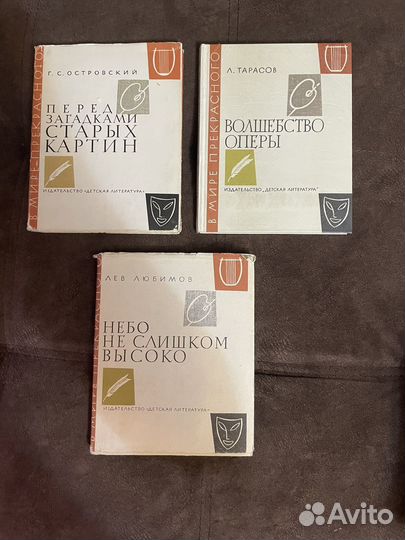 В МИРЕ ПРЕКРАСНОГО
Г. С. ОСТРОВСКИЙ
ПЕРЕД
ЗАГАДКАМИ
СТАРЫХ
КАРТИН
ИЗДАТЕЛЬСТВО «ДЕТСКАЯ ЛИТЕРАТУРА»
В МИРЕ ПРЕКРАСНОГО
Л. ТАРАСОВ
ВОЛШЕБСТВО
ОПЕРЫ
ИЗДАТЕЛЬСТВО „ДЕТСКАЯ ЛИТЕРАТУРА"
ЛЕВ ЛЮБИМОВ
НЕБО
НЕ СЛИШКОМ
ВЫСОКО
ИЗДАТЕЛЬСТВО «ДЕТСКАЯ ЛИТЕРАТУРА»
Avito